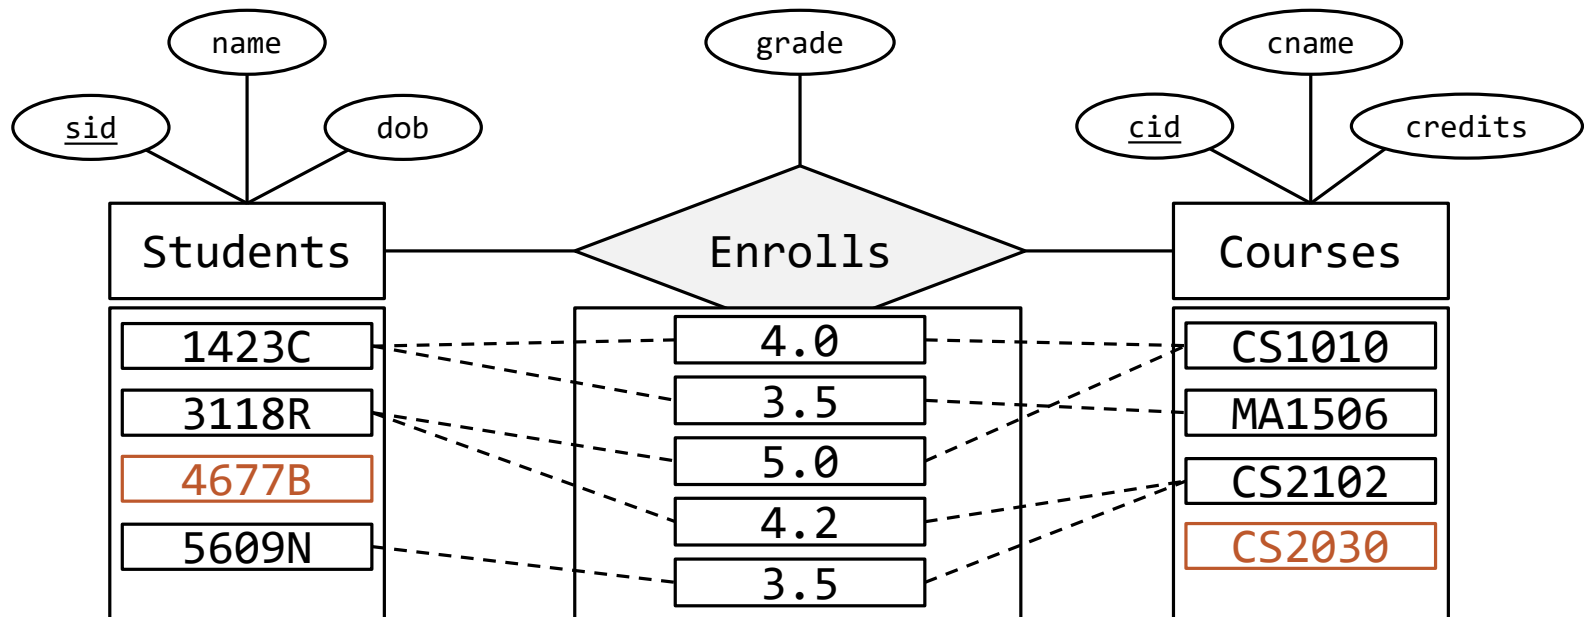 name
grade
cname
sid
dob
cid
credits
Students
Enrolls
Courses
1423C
4.0
CS1010
3118R
3.5
MA1506
4677B
5.0
CS2102
5609N
4.2
CS2030
3.5